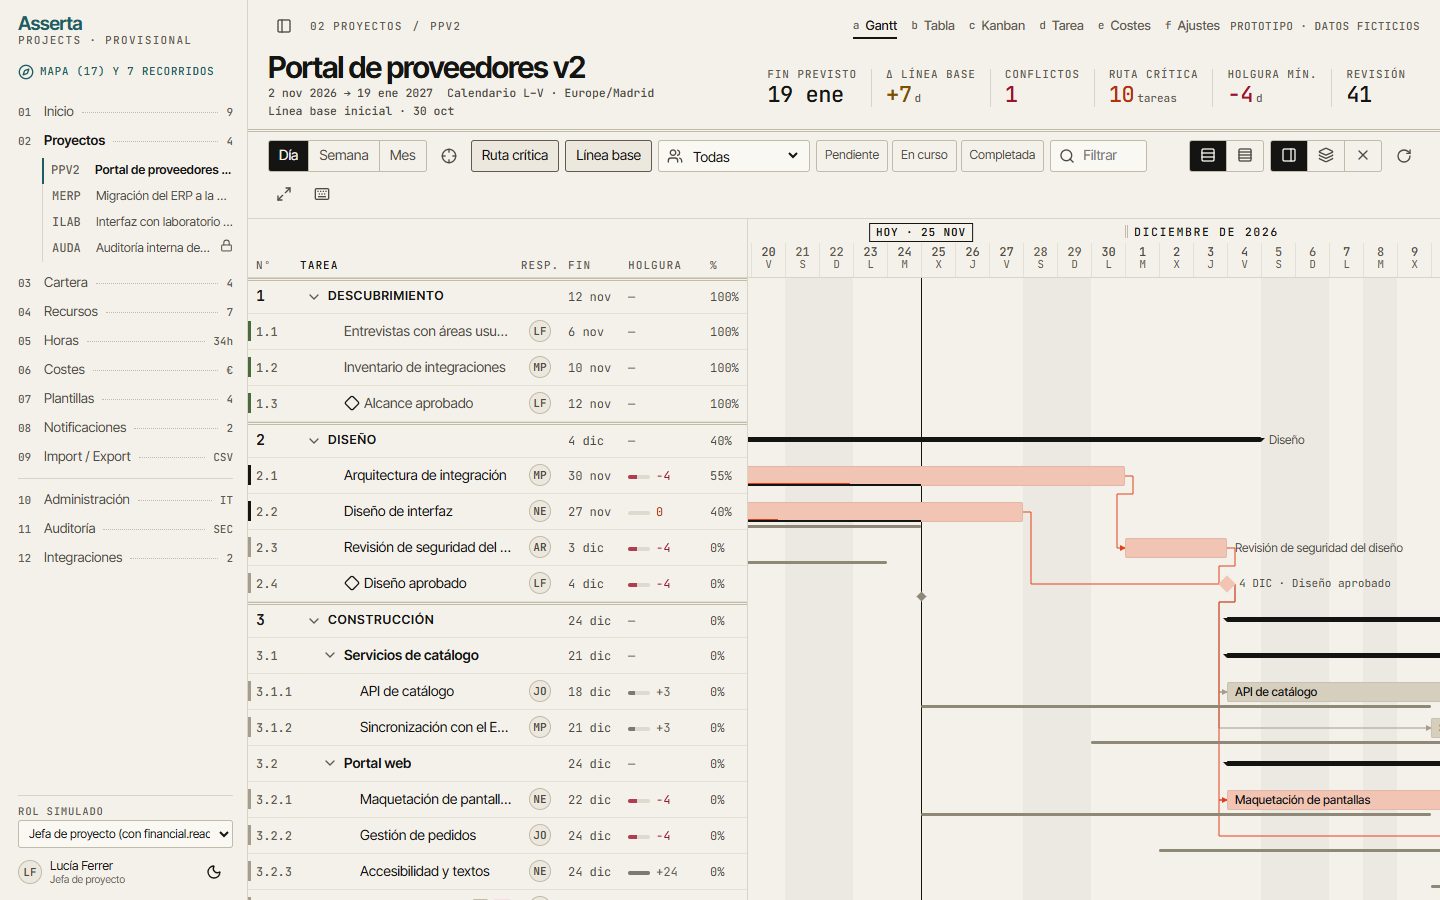 Asserta
PROJECTS · PROVISIONAL
MAPA (17) Y 7 RECORRIDOS
01 Inicio 9
02 Proyectos 4
PPV2 Portal de proveedores ...
MERP Migración del ERP a la ...
ILAB Interfaz con laboratorio ...
AUDA Auditoría interna de...
03 Cartera 4
04 Recursos 7
05 Horas 34h
06 Costes €
07 Plantillas 4
08 Notificaciones 2
09 Import / Export CSV
10 Administración IT
11 Auditoría SEC
12 Integraciones 2
ROL SIMULADO
Jefa de proyecto (con financial.reac
LF Lucía Ferrer
Jefa de proyecto
02 PROYECTOS / PPV2
a Gantt b Tabla c Kanban d Tarea e Costes f Ajustes PROTOTIPO · DATOS FICTICIOS
Portal de proveedores v2
2 nov 2026 → 19 ene 2027 Calendario L–V · Europe/Madrid
Línea base inicial · 30 oct
FIN PREVISTO
19 ene
Δ LÍNEA BASE
+7 d
CONFLICTOS
1
RUTA CRÍTICA
10 tareas
HOLGURA MÍN.
-4 d
REVISIÓN
41
Día Semana Mes Ruta crítica Línea base Todas Pendiente En curso Completada Filtrar
HOY · 25 NOV DICIEMBRE DE 2026
20 21 22 23 24 25 26 27 28 29 30 1 2 3 4 5 6 7 8 9
V S D L M X J V S D L M X J V S D L M X
N° TAREA RESP. FIN HOLGURA %
1 DESCUBRIMIENTO 12 nov — 100%
1.1 Entrevistas con áreas usu... LF 6 nov — 100%
1.2 Inventario de integraciones MP 10 nov — 100%
1.3 Alcance aprobado LF 12 nov — 100%
2 DISEÑO 4 dic — 40% Diseño
2.1 Arquitectura de integración MP 30 nov -4 55%
2.2 Diseño de interfaz NE 27 nov 0 40%
2.3 Revisión de seguridad del ... AR 3 dic -4 0% Revisión de seguridad del diseño
2.4 Diseño aprobado LF 4 dic -4 0% 4 DIC · Diseño aprobado
3 CONSTRUCCIÓN 24 dic — 0%
3.1 Servicios de catálogo 21 dic — 0%
3.1.1 API de catálogo JO 18 dic +3 0% API de catálogo
3.1.2 Sincronización con el E... MP 21 dic +3 0%
3.2 Portal web 24 dic — 0%
3.2.1 Maquetación de pantall... NE 22 dic -4 0% Maquetación de pantallas
3.2.2 Gestión de pedidos JO 24 dic -4 0%
3.2.3 Accesibilidad y textos NE 24 dic +24 0%